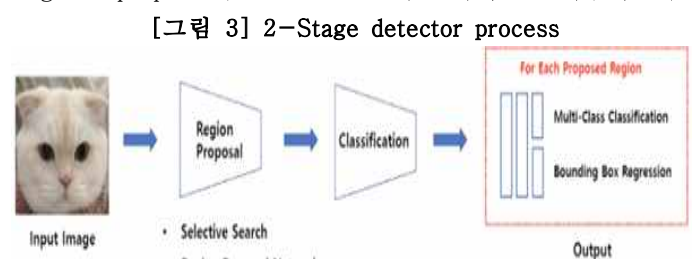 [그림 3] 2-Stage detector process
For Each Proposed Region
Region
Proposal
Classification
Multi-Class Classification
Bounding Box Regression
Input Image
• Selective Search
Output